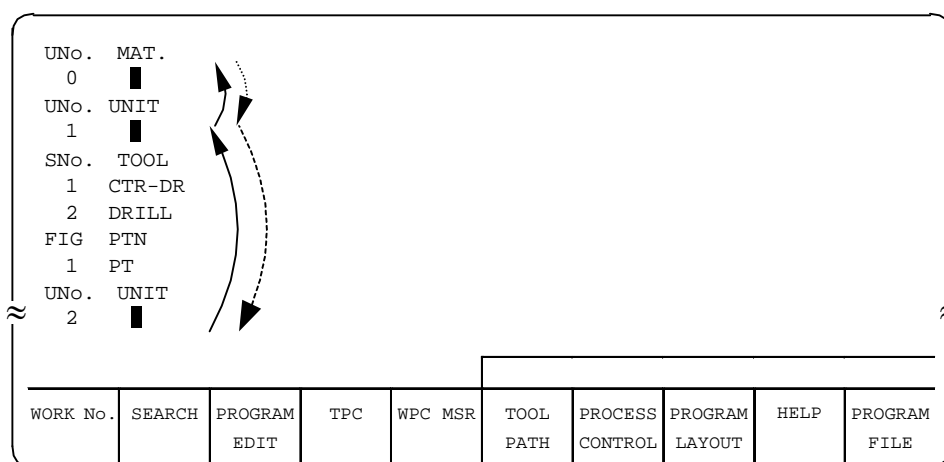 UNo. MAT.
0
UNo. UNIT
1
SNo. TOOL
1 CTR-DR
2 DRILL
FIG PTN
1 PT
UNo. UNIT
2
WORK No. SEARCH PROGRAM EDIT TPC WPC MSR TOOL PATH PROCESS CONTROL PROGRAM LAYOUT HELP PROGRAM FILE